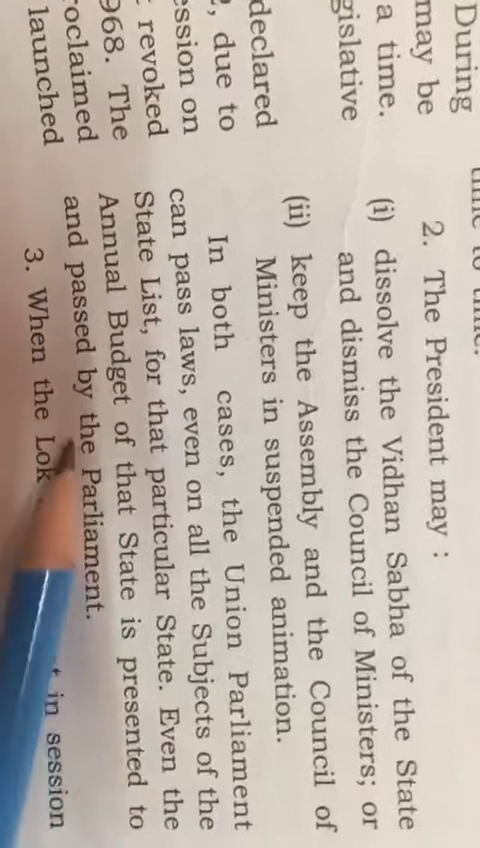 During
may be
a time.
gislative
declared
, due to
ession on
revoked
968. The
roclaimed
launched
time to time.
2. The President may :
(i) dissolve the Vidhan Sabha of the State
and dismiss the Council of Ministers; or
(ii) keep the Assembly and the Council of
Ministers in suspended animation.
In both cases, the Union Parliament
can pass laws, even on all the Subjects of the
State List, for that particular State. Even the
Annual Budget of that State is presented to
and passed by the Parliament.
3. When the Lok in session